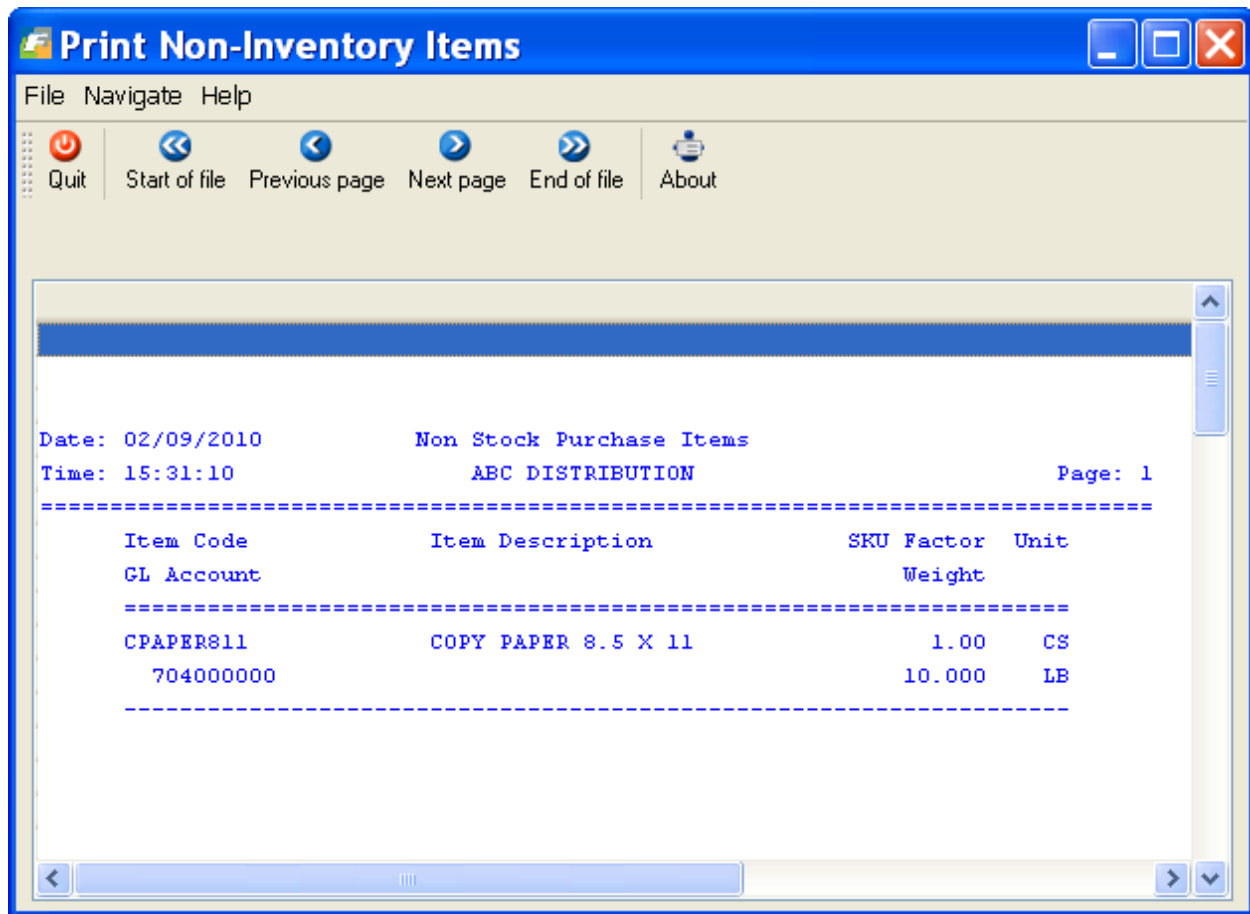 Print Non-Inventory Items
File Navigate Help
Quit Start of file Previous page Next page End of file About
Date: 02/09/2010 Non Stock Purchase Items
Time: 15:31:10 ABC DISTRIBUTION Page: 1
================================================================================
Item Code Item Description SKU Factor Unit
GL Account Weight
====================================================================
CPAPER811 COPY PAPER 8.5 X 11 1.00 CS
704000000 10.000 LB
--------------------------------------------------------------------